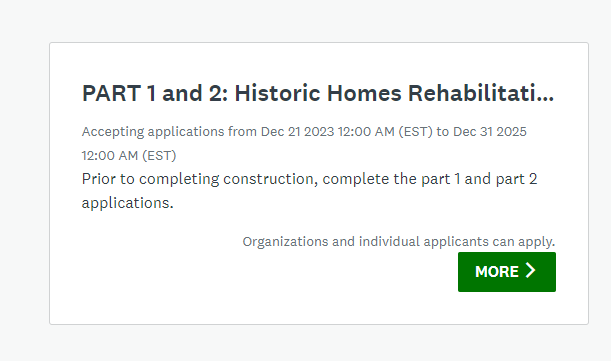 PART 1 and 2: Historic Homes Rehabilitati...
Accepting applications from Dec 21 2023 12:00 AM (EST) to Dec 31 2025
12:00 AM (EST)
Prior to completing construction, complete the part 1 and part 2
applications.
Organizations and individual applicants can apply.
MORE